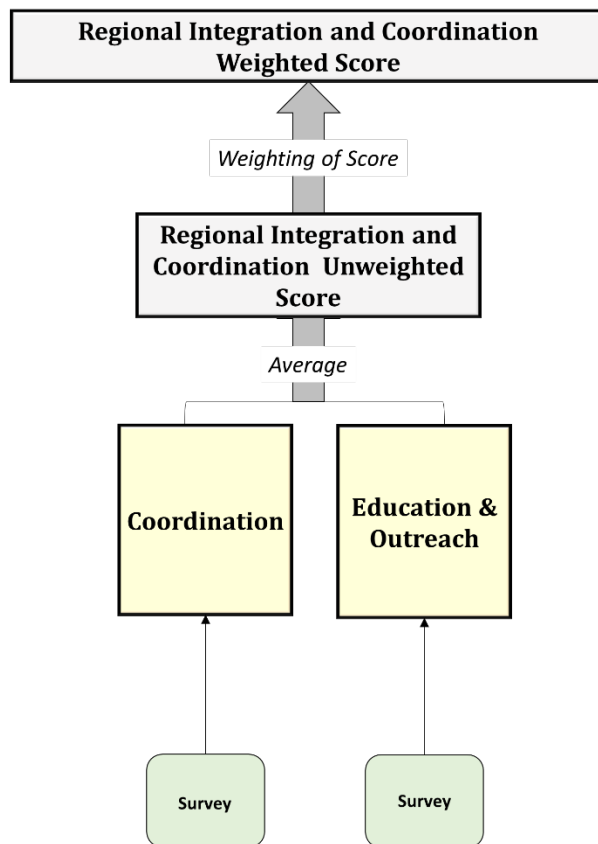 Regional Integration and Coordination
Weighted Score
Weighting of Score
Regional Integration and
Coordination  Unweighted
Score
Average
Coordination
Education &
Outreach
Survey
Survey